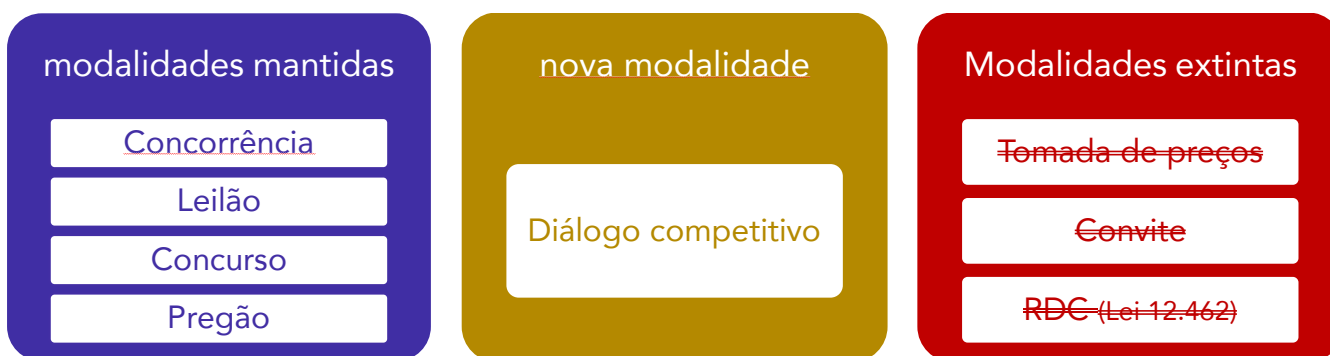 modalidades mantidas
Concorrência
Leilão
Concurso
Pregão
nova modalidade
Diálogo competitivo
Modalidades extintas
Tomada de preços
Convite
RDC (Lei 12.462)